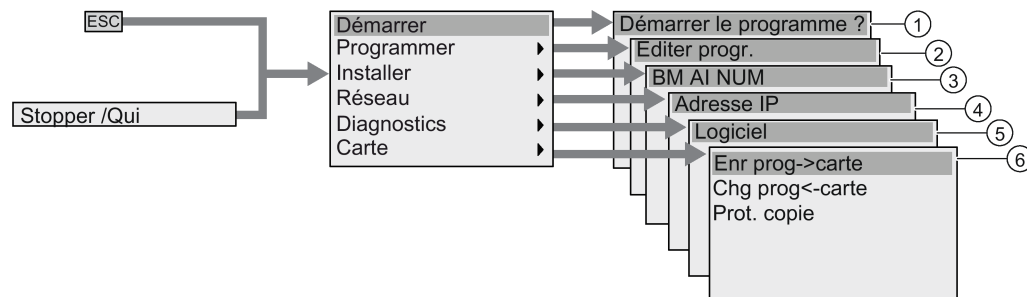 ESC
Stopper /Qui
Démarrer
Programmer
Installer
Réseau
Diagnostics
Carte
Démarrer le programme ?
1
Editer progr.
2
BM AI NUM
3
Adresse IP
4
Logiciel
5
Enr prog->carte
6
Chg prog<-carte
Prot. copie